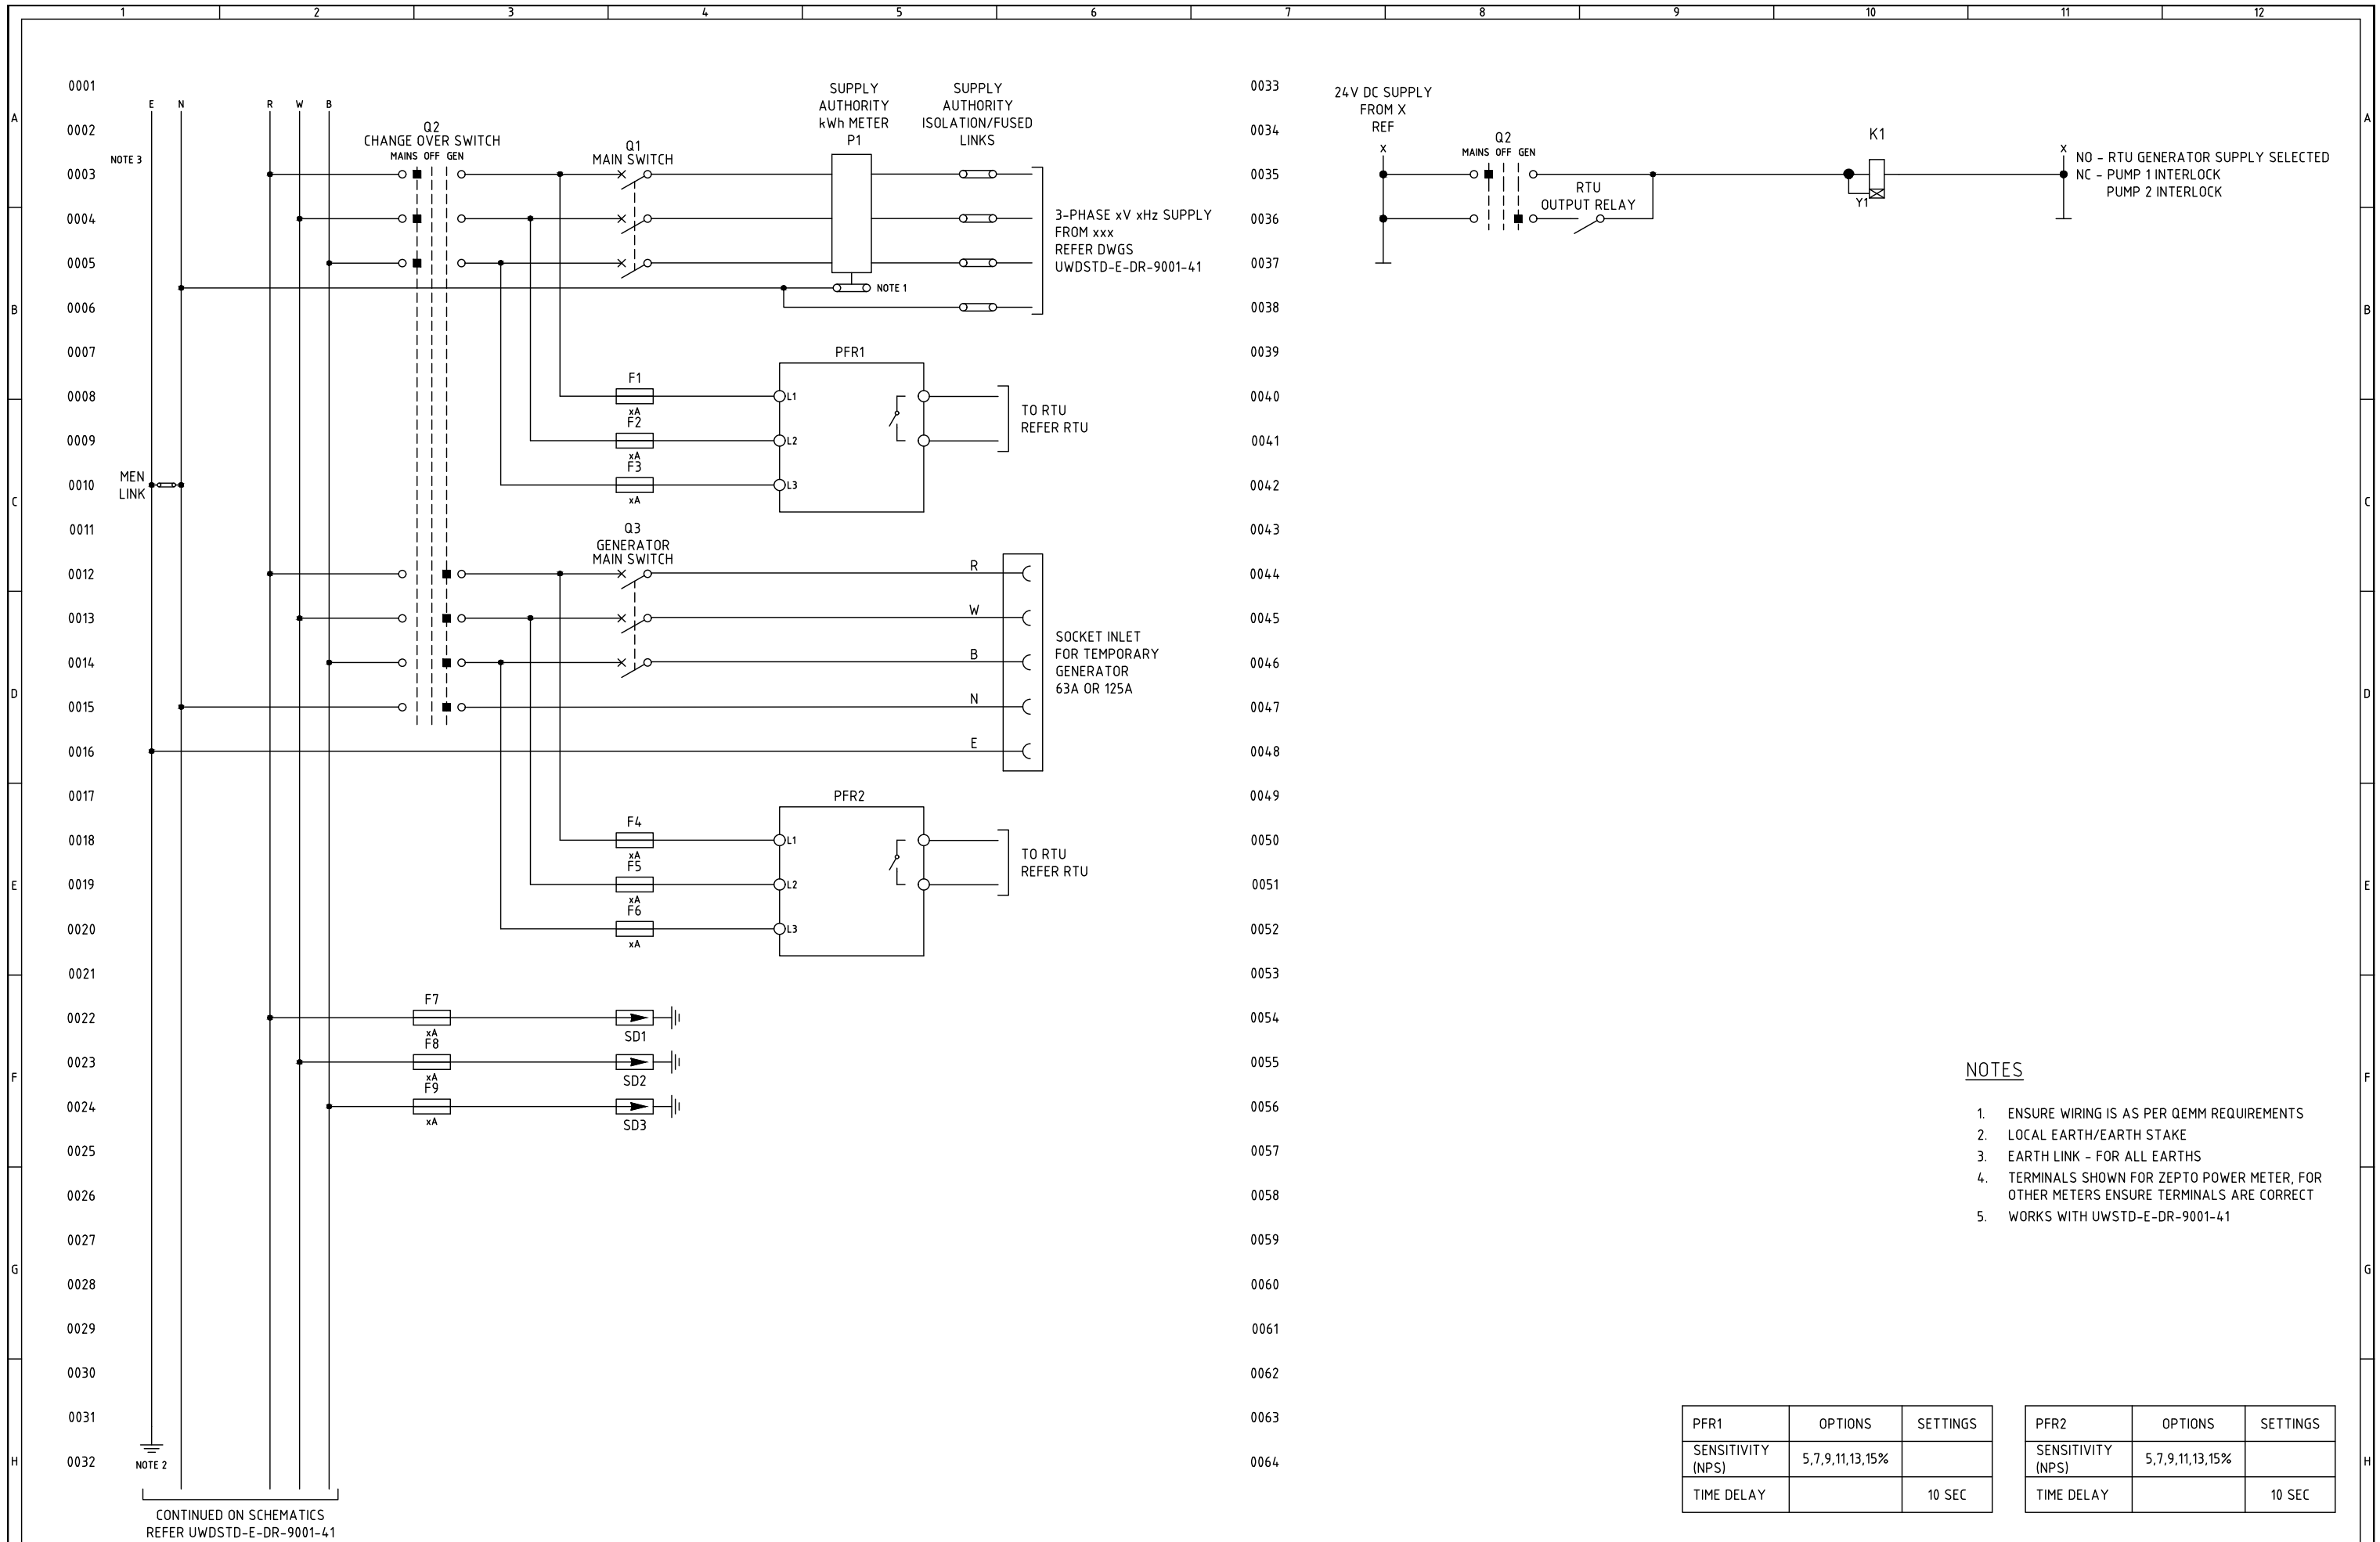 1 2 3 4 5 6 7 8 9 10 11 12
A
B
C
D
E
F
G
H
A
B
C
D
E
F
G
H
0001
0002
0003
0004
0005
0006
0007
0008
0009
0010
0011
0012
0013
0014
0015
0016
0017
0018
0019
0020
0021
0022
0023
0024
0025
0026
0027
0028
0029
0030
0031
0032
E N R W B
NOTE 3
MEN
LINK
NOTE 2
CONTINUED ON SCHEMATICS
REFER UWDSTD-E-DR-9001-41
Q2
CHANGE OVER SWITCH
MAINS OFF GEN
Q1
MAIN SWITCH
SUPPLY
AUTHORITY
kWh METER
P1
SUPPLY
AUTHORITY
ISOLATION/FUSED
LINKS
NOTE 1
3-PHASE xV xHz SUPPLY
FROM xxx
REFER DWGS
UWDSTD-E-DR-9001-41
F1
xA
F2
xA
F3
xA
PFR1
L1
L2
L3
TO RTU
REFER RTU
Q3
GENERATOR
MAIN SWITCH
R
W
B
N
E
SOCKET INLET
FOR TEMPORARY
GENERATOR
63A OR 125A
F4
xA
F5
xA
F6
xA
PFR2
L1
L2
L3
TO RTU
REFER RTU
F7
xA
F8
xA
F9
xA
SD1
SD2
SD3
0033
0034
0035
0036
0037
0038
0039
0040
0041
0042
0043
0044
0045
0046
0047
0048
0049
0050
0051
0052
0053
0054
0055
0056
0057
0058
0059
0060
0061
0062
0063
0064
24V DC SUPPLY
FROM X
REF
X
Q2
MAINS OFF GEN
RTU
OUTPUT RELAY
K1
Y1
X
NO - RTU GENERATOR SUPPLY SELECTED
NC - PUMP 1 INTERLOCK
PUMP 2 INTERLOCK
NOTES
1. ENSURE WIRING IS AS PER QEMM REQUIREMENTS
2. LOCAL EARTH/EARTH STAKE
3. EARTH LINK - FOR ALL EARTHS
4. TERMINALS SHOWN FOR ZEPTO POWER METER, FOR
OTHER METERS ENSURE TERMINALS ARE CORRECT
5. WORKS WITH UWSTD-E-DR-9001-41
PFR1 OPTIONS SETTINGS
SENSITIVITY
(NPS) 5,7,9,11,13,15%
TIME DELAY 10 SEC
PFR2 OPTIONS SETTINGS
SENSITIVITY
(NPS) 5,7,9,11,13,15%
TIME DELAY 10 SEC